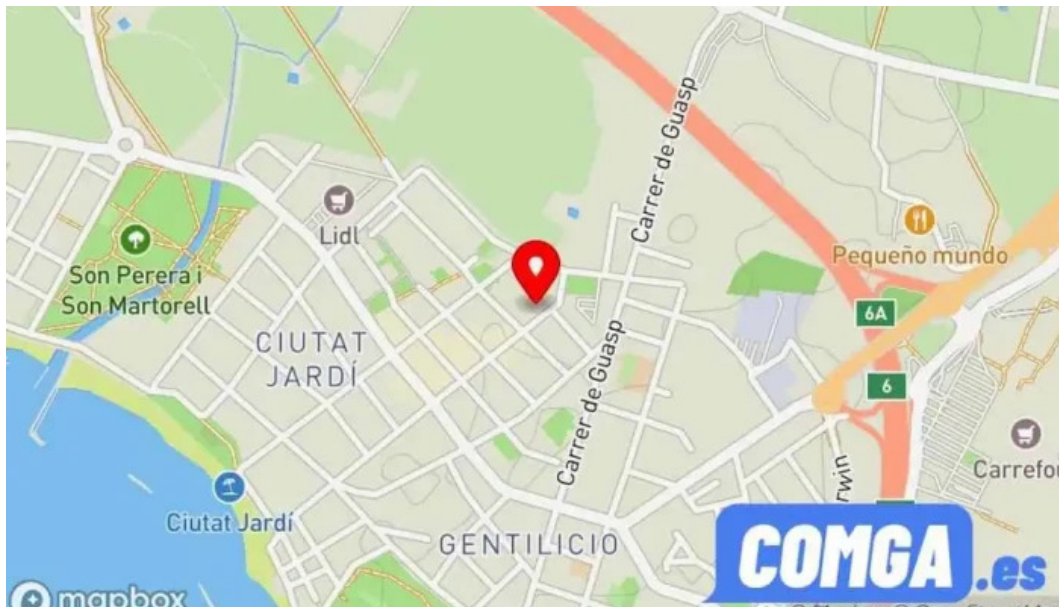 Carrer de Guasp
Lidl
Pequeño mundo
Son Perera i
Son Martorell
6A
CIUTAT
JARDÍ
Carrer de Guasp
6
Carrefo
rwin
Ciutat Jardí
GENTILICIO
COMGA.es
mapbox